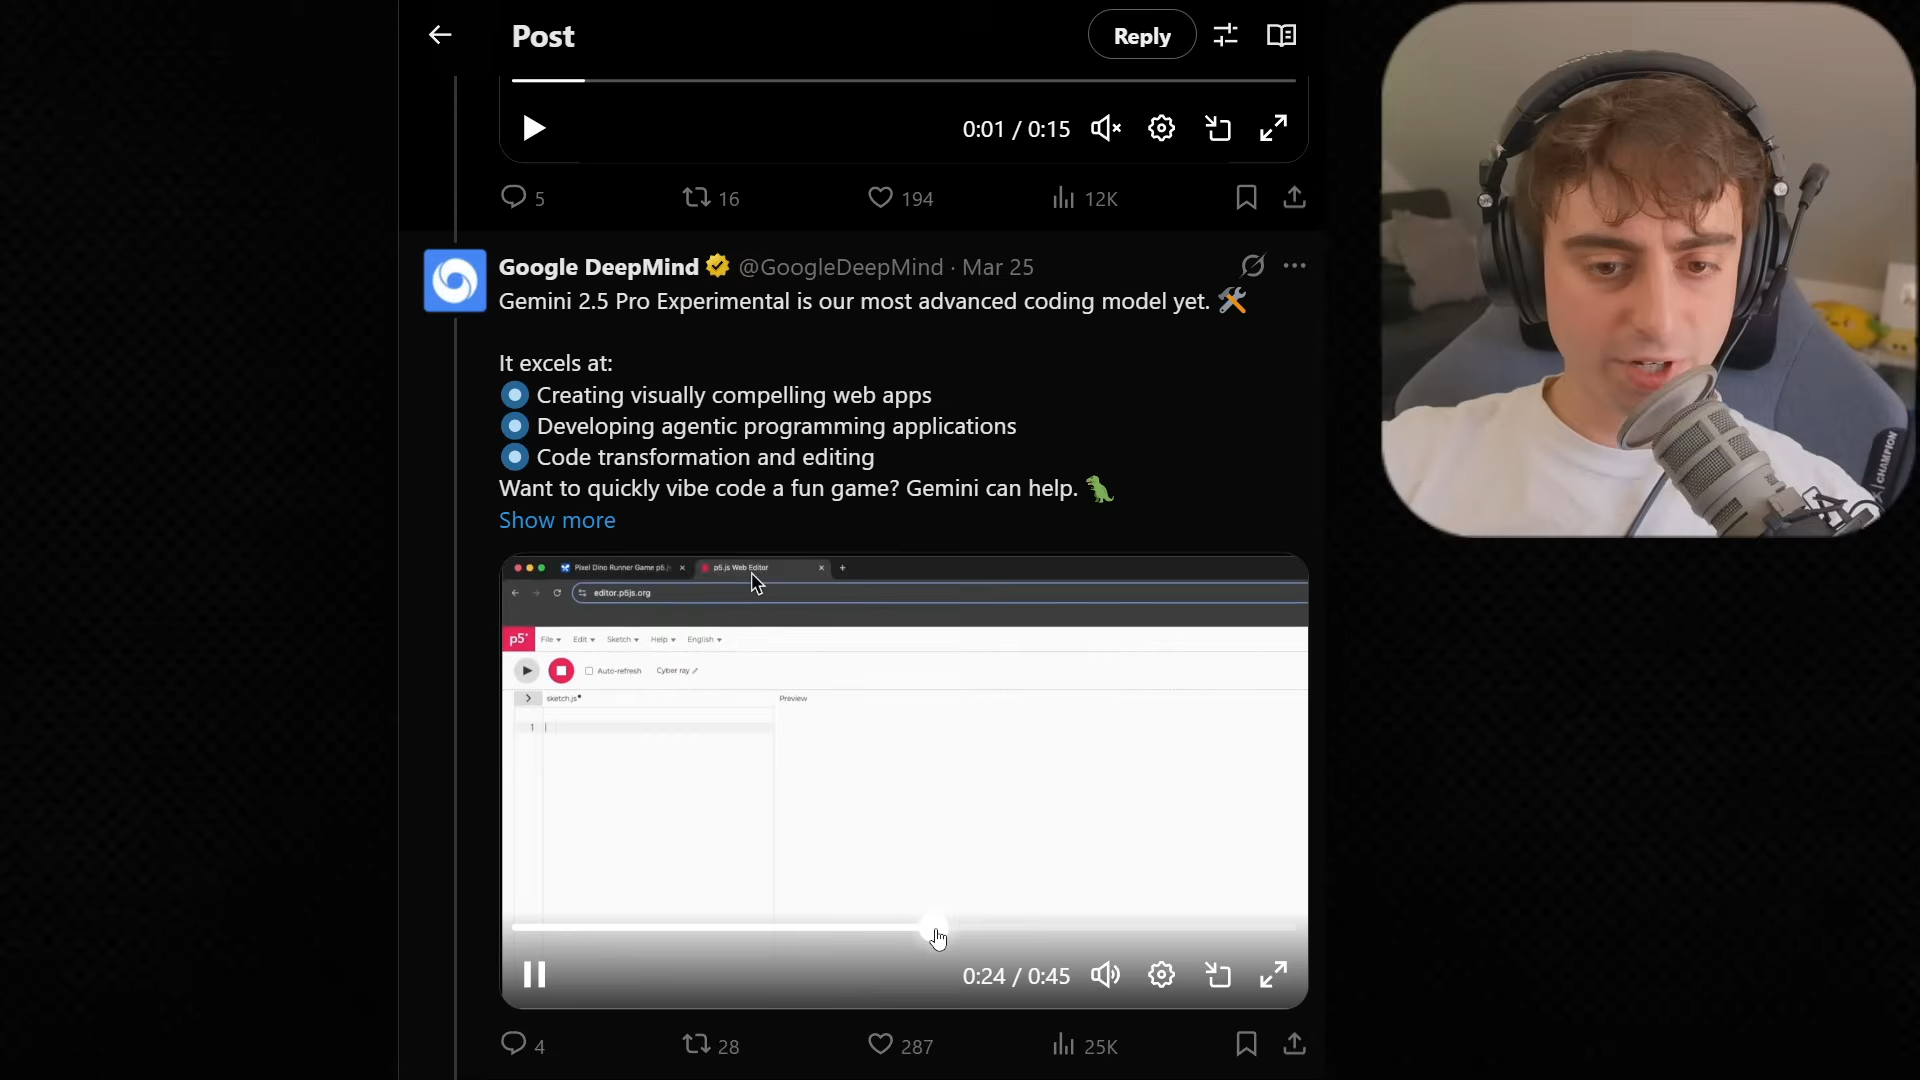 Post
Reply
0:01 / 0:15
5
16
194
12K
Google DeepMind @GoogleDeepMind · Mar 25
Gemini 2.5 Pro Experimental is our most advanced coding model yet. 🛠️
It excels at:
🔘 Creating visually compelling web apps
🔘 Developing agentic programming applications
🔘 Code transformation and editing
Want to quickly vibe code a fun game? Gemini can help. 🦖
Show more
Pixel Dino Runner Game p5.
p5.js Web Editor
editor.p5js.org
p5*
File
Edit
Sketch
Help
English
Auto-refresh
Cyber ray
sketch.js
Preview
1
0:24 / 0:45
4
28
287
25K
CHAMPION